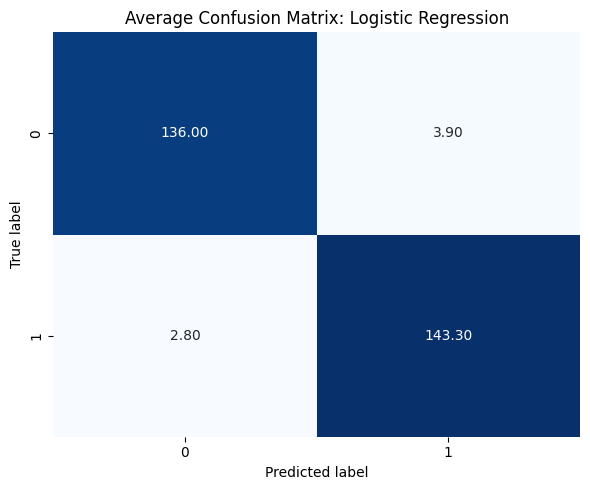 Average Confusion Matrix: Logistic Regression
0
136.00
3.90
True label
1
2.80
143.30
0
1
Predicted label